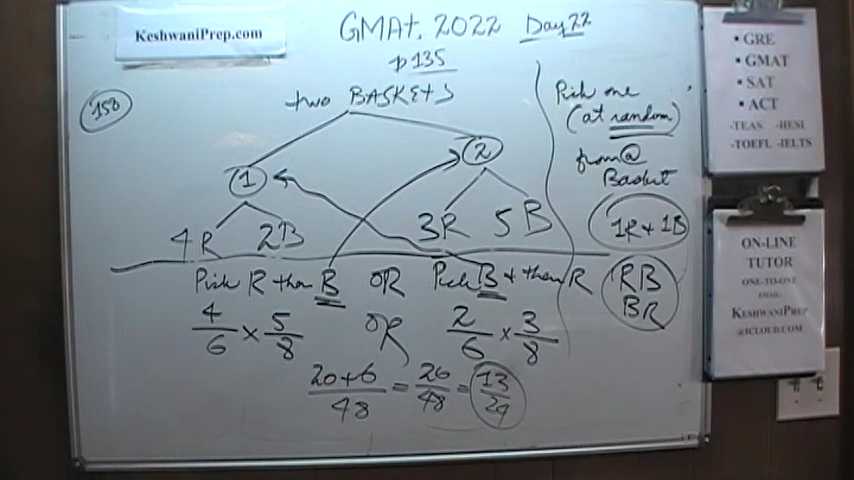 KeshwaniPrep.com
GMAT, 2022 Day 22
p135
158
two BASKETS
1
2
4R 2B
3R 5B
Pick R then B OR Pick B + then R
4/6 × 5/8 OR 2/6 × 3/8
20+6/48 = 26/48 = 13/24
Pick one
(at random)
from @
Basket
1R + 1B
RB
BR
▪ GRE
▪ GMAT
▪ SAT
▪ ACT
-TEAS -HESI
-TOEFL -IELTS
ON-LINE
TUTOR
ONE-TO-ONE
EMAIL:
KESHWANIPREP
@ICLOUD.COM